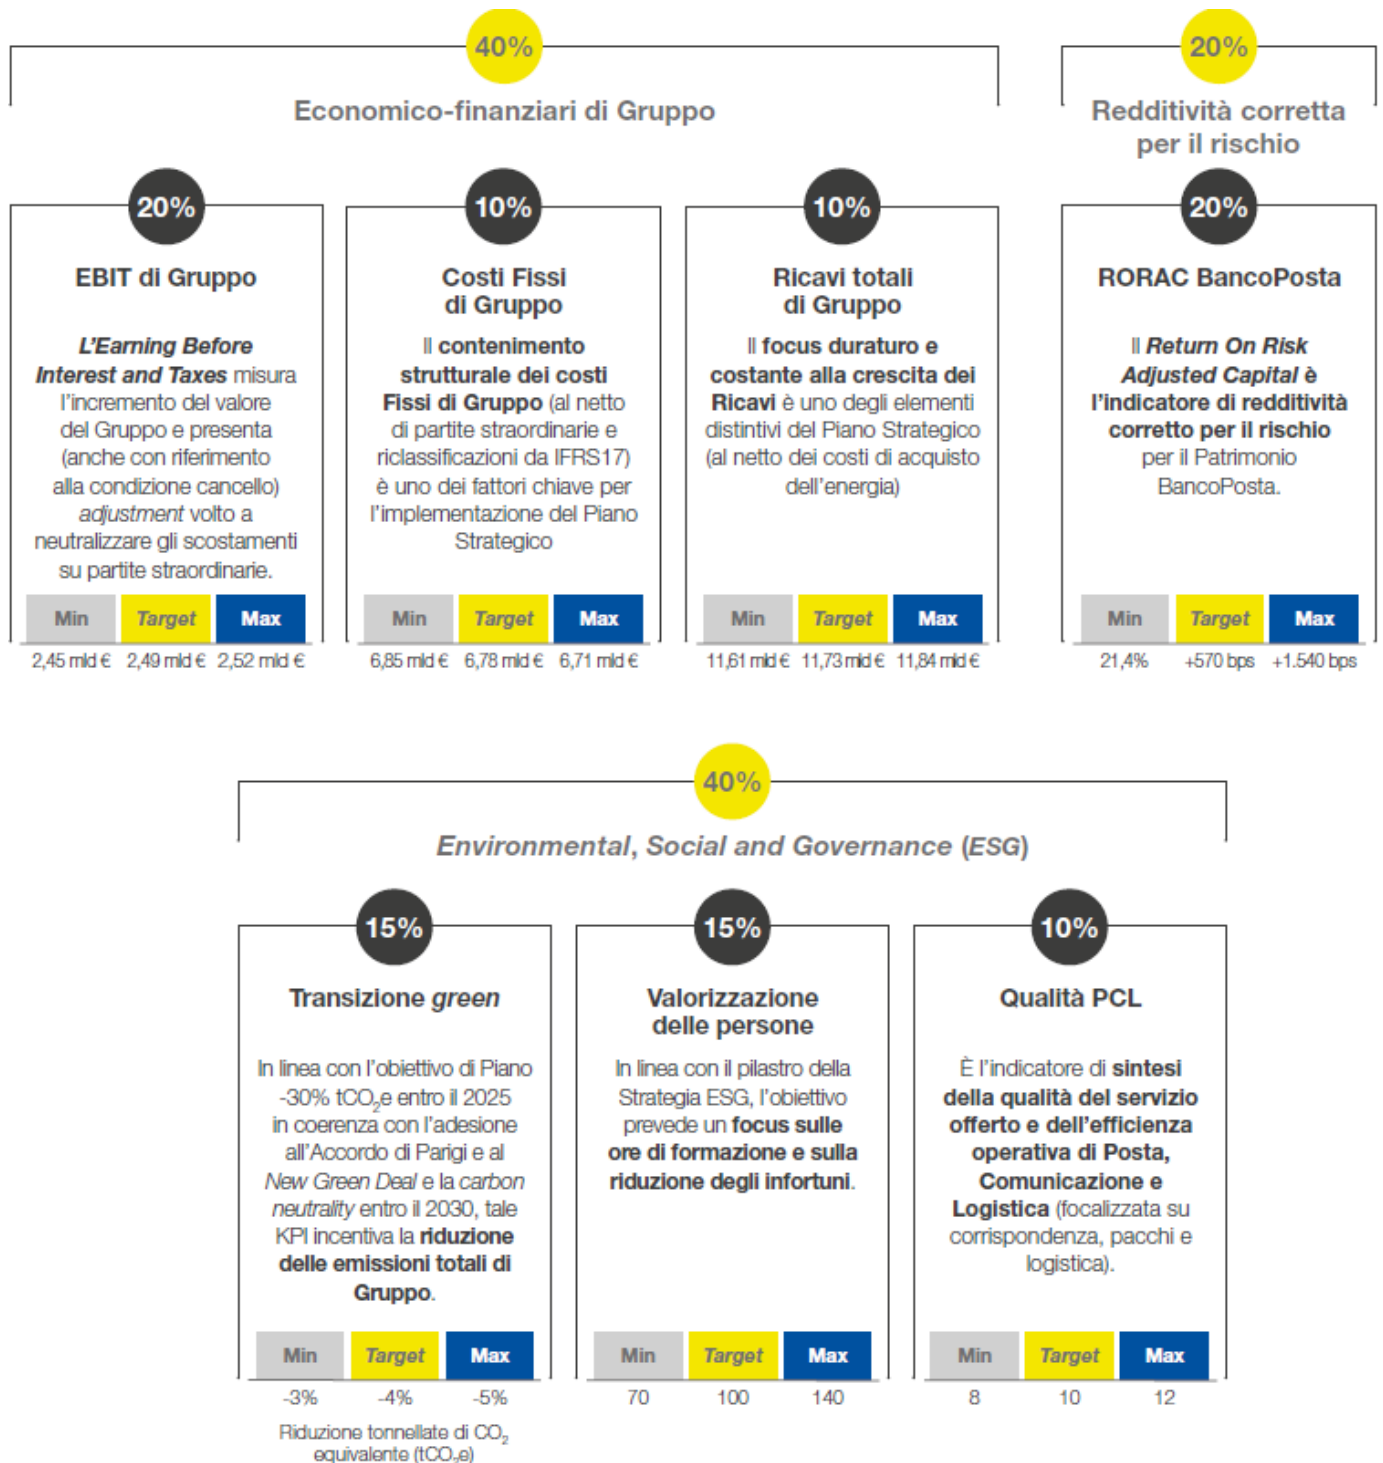 40%
Economico-finanziari di Gruppo
20%
Redditività corretta
per il rischio
20%
EBIT di Gruppo
L'Earning Before
Interest and Taxes misura
l'incremento del valore
del Gruppo e presenta
(anche con riferimento
alla condizione cancello)
adjustment volto a
neutralizzare gli scostamenti
su partite straordinarie.
Min Target Max
2,45 mld € 2,49 mld € 2,52 mld €
10%
Costi Fissi
di Gruppo
Il contenimento
strutturale dei costi
Fissi di Gruppo (al netto
di partite straordinarie e
riclassificazioni da IFRS17)
è uno dei fattori chiave per
l'implementazione del Piano
Strategico
Min Target Max
6,85 mld € 6,78 mld € 6,71 mld €
10%
Ricavi totali
di Gruppo
Il focus duraturo e
costante alla crescita dei
Ricavi è uno degli elementi
distintivi del Piano Strategico
(al netto dei costi di acquisto
dell'energia)
Min Target Max
11,61 mld € 11,73 mld € 11,84 mld €
20%
RORAC BancoPosta
Il Return On Risk
Adjusted Capital è
l'indicatore di redditività
corretto per il rischio
per il Patrimonio
BancoPosta.
Min Target Max
21,4% +570 bps +1.540 bps
40%
Environmental, Social and Governance (ESG)
15%
Transizione green
In linea con l'obiettivo di Piano
-30% tCO₂e entro il 2025
in coerenza con l'adesione
all'Accordo di Parigi e al
New Green Deal e la carbon
neutrality entro il 2030, tale
KPI incentiva la riduzione
delle emissioni totali di
Gruppo.
Min Target Max
-3% -4% -5%
Riduzione tonnellate di CO₂
equivalente (tCO₂e)
15%
Valorizzazione
delle persone
In linea con il pilastro della
Strategia ESG, l'obiettivo
prevede un focus sulle
ore di formazione e sulla
riduzione degli infortuni.
Min Target Max
70 100 140
10%
Qualità PCL
È l'indicatore di sintesi
della qualità del servizio
offerto e dell'efficienza
operativa di Posta,
Comunicazione e
Logistica (focalizzata su
corrispondenza, pacchi e
logistica).
Min Target Max
8 10 12